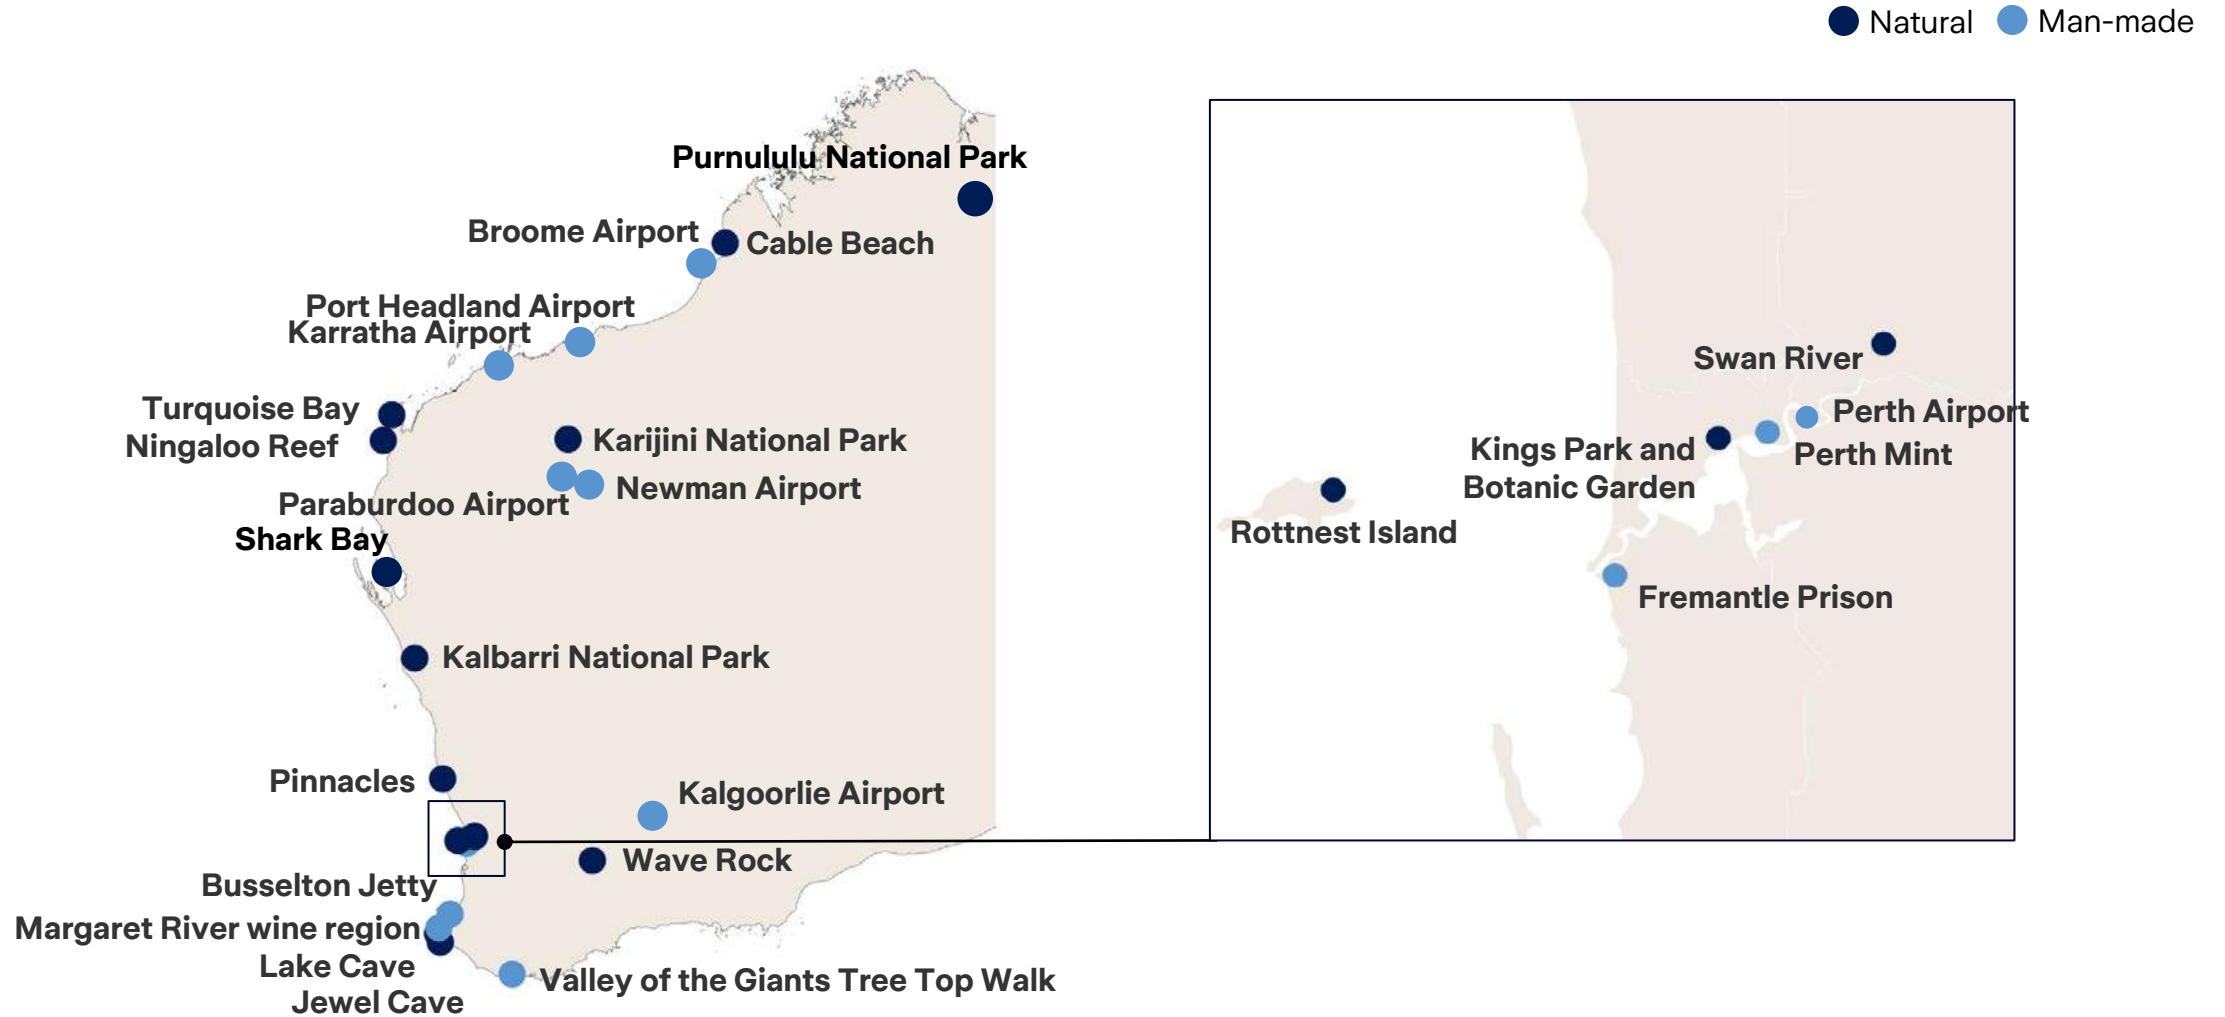 Natural
Man-made
Purnululu National Park
Broome Airport
Cable Beach
Port Headland Airport
Karratha Airport
Turquoise Bay
Ningaloo Reef
Karijini National Park
Paraburdoo Airport
Newman Airport
Shark Bay
Kalbarri National Park
Pinnacles
Kalgoorlie Airport
Wave Rock
Busselton Jetty
Margaret River wine region
Lake Cave
Jewel Cave
Valley of the Giants Tree Top Walk
Swan River
Perth Airport
Perth Mint
Kings Park and
Botanic Garden
Rottnest Island
Fremantle Prison